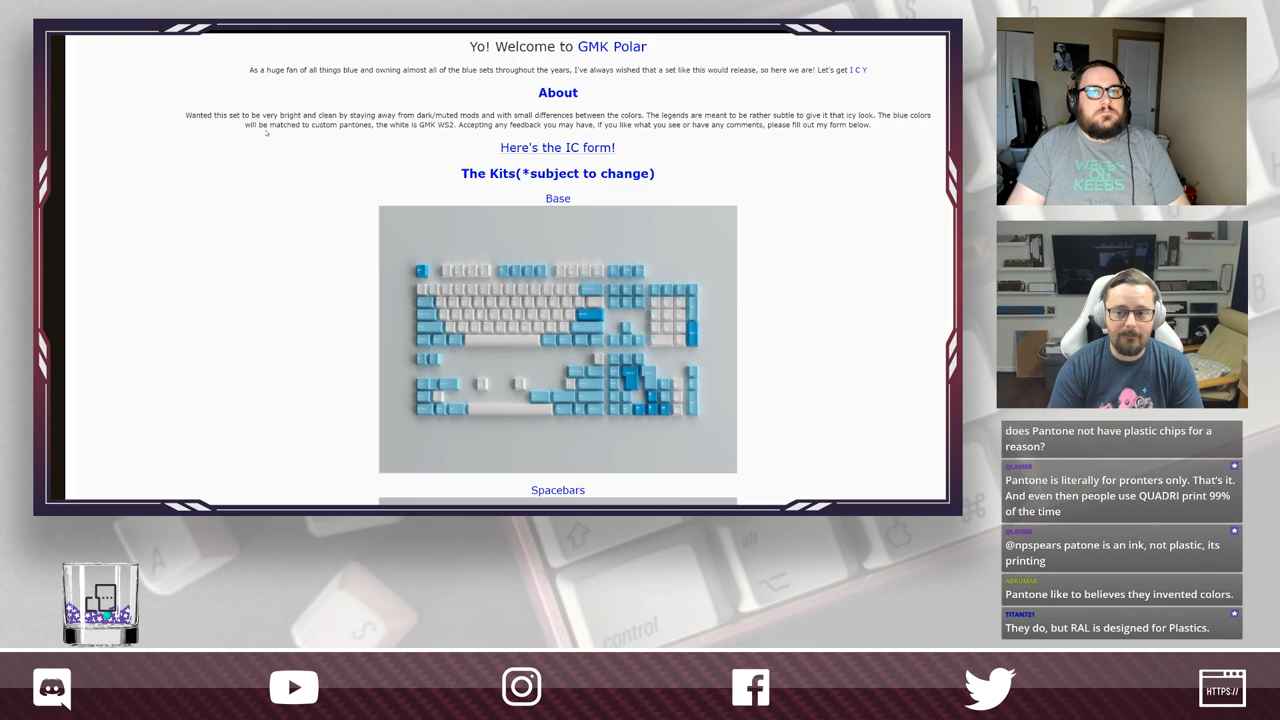 Yo! Welcome to GMK Polar
As a huge fan of all things blue and owning almost all of the blue sets throughout the years, I've always wished that a set like this would release, so here we are! Let's get I C Y
About
Wanted this set to be very bright and clean by staying away from dark/muted mods and with small differences between the colors. The legends are meant to be rather subtle to give it that icy look. The blue colors
will be matched to custom pantones, the white is GMK WS2. Accepting any feedback you may have, if you like what you see or have any comments, please fill out my form below.
Here's the IC form!
The Kits(*subject to change)
Base
Spacebars
WEEBS
ON
KEEBS
does Pantone not have plastic chips for a
reason?
QLAVIER
Pantone is literally for pronters only. That's it.
And even then people use QUADRI print 99%
of the time
QLAVIER
@npspears patone is an ink, not plastic, its
printing
ABKUMAR
Pantone like to believes they invented colors.
TITAN721
They do, but RAL is designed for Plastics.
A
alt
control
B
HTTPS://